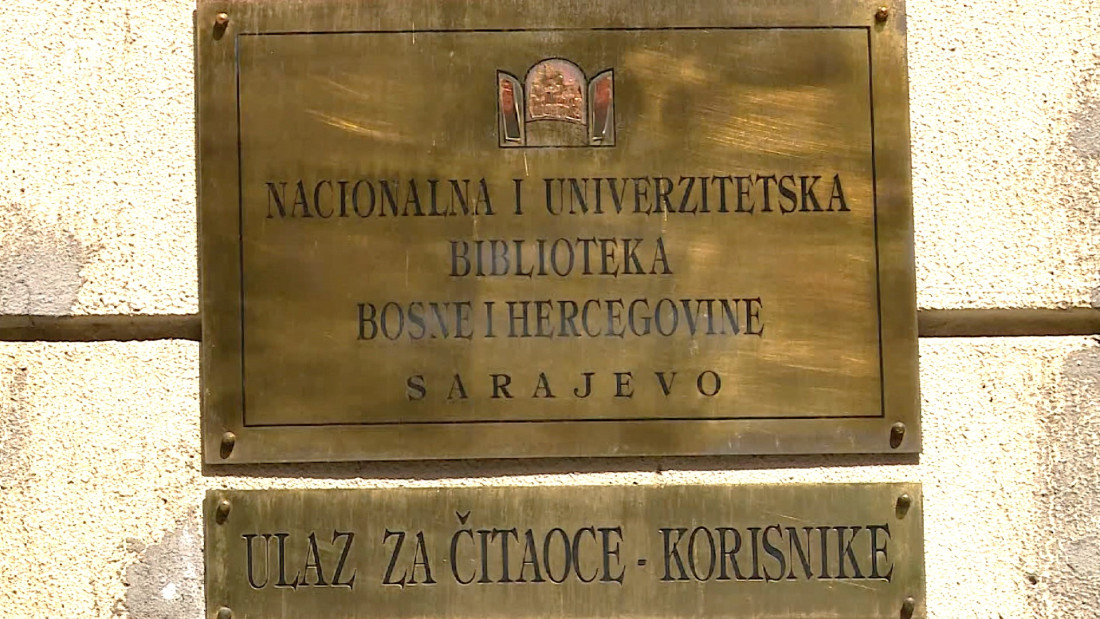 NACIONALNA I UNIVERZITETSKA
BIBLIOTEKA
BOSNE I HERCEGOVINE
SARAJEVO
ULAZ ZA ČITAOCE - KORISNIKE